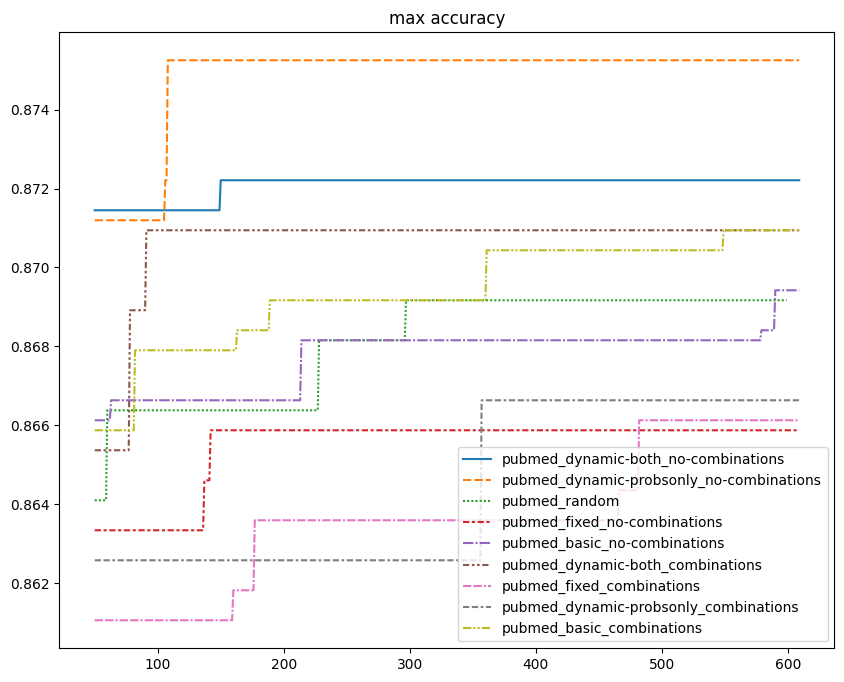 max accuracy
0.874
0.872
0.870
0.868
0.866
0.864
0.862
100 200 300 400 500 600
pubmed_dynamic-both_no-combinations
pubmed_dynamic-probsonly_no-combinations
pubmed_random
pubmed_fixed_no-combinations
pubmed_basic_no-combinations
pubmed_dynamic-both_combinations
pubmed_fixed_combinations
pubmed_dynamic-probsonly_combinations
pubmed_basic_combinations